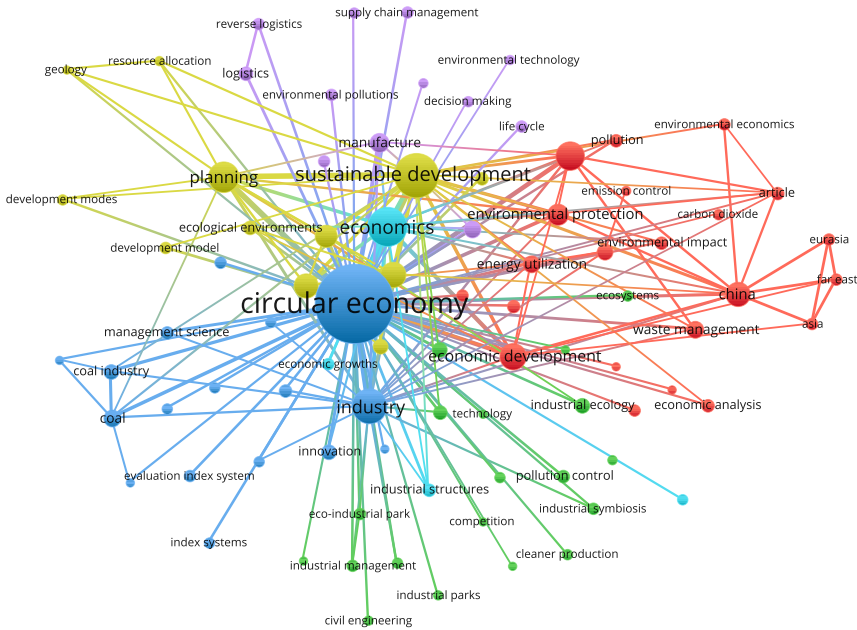 supply chain management
reverse logistics
resource allocation
environmental technology
geology
logistics
environmental pollutions
decision making
environmental economics
life cycle
manufacture
pollution
sustainable development
planning
emission control
article
development modes
environmental protection
carbon dioxide
ecological environments
economics
eurasia
development model
environmental impact
energy utilization
far east
china
ecosystems
circular economy
asia
management science
waste management
economic development
economic growths
coal industry
industry
industrial ecology
economic analysis
technology
coal
innovation
evaluation index system
pollution control
industrial structures
industrial symbiosis
eco-industrial park
competition
index systems
cleaner production
industrial management
industrial parks
civil engineering